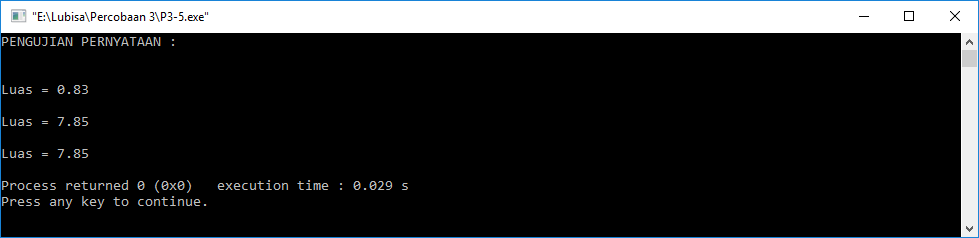 "E:\Lubisa\Percobaan 3\P3-5.exe"
PENGUJIAN PERNYATAAN :
Luas = 0.83
Luas = 7.85
Luas = 7.85
Process returned 0 (0x0)   execution time : 0.029 s
Press any key to continue.